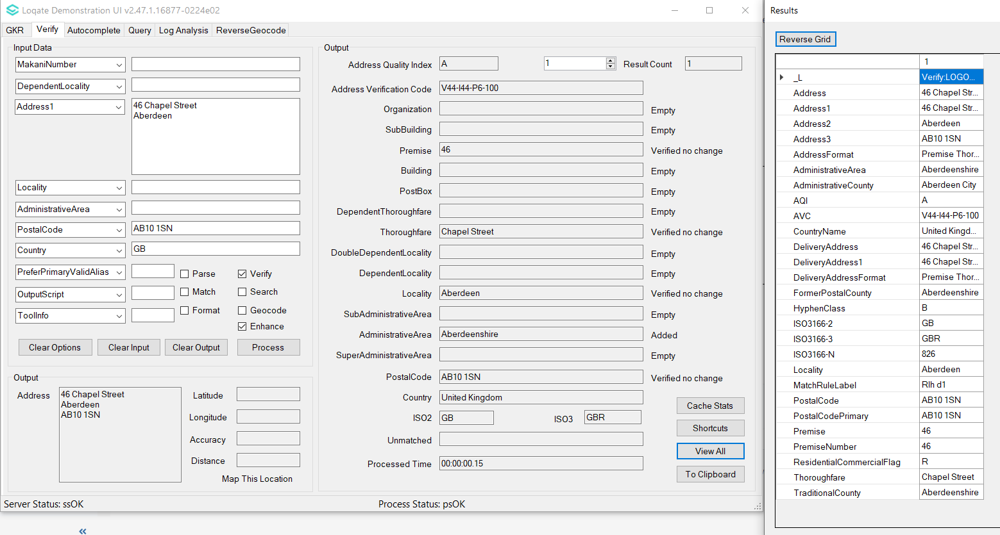 Loqate Demonstration UI v2.47.1.16877-0224e02
GKR Verify Autocomplete Query Log Analysis ReverseGeocode
Input Data
MakaniNumber
DependentLocality
Address1 46 Chapel Street
Aberdeen
Locality
AdministrativeArea
PostalCode AB10 1SN
Country GB
PreferPrimaryValidAlias Parse Verify
OutputScript Match Search
ToolInfo Format Geocode
Enhance
Clear Options Clear Input Clear Output Process
Output
Address 46 Chapel Street
Aberdeen
AB10 1SN
Latitude
Longitude
Accuracy
Distance
Map This Location
Output
Address Quality Index A 1 Result Count 1
Address Verification Code V44-I44-P6-100
Organization Empty
SubBuilding Empty
Premise 46 Verified no change
Building Empty
PostBox Empty
DependentThoroughfare Empty
Thoroughfare Chapel Street Verified no change
DoubleDependentLocality Empty
DependentLocality Empty
Locality Aberdeen Verified no change
SubAdministrativeArea Empty
AdministrativeArea Aberdeenshire Added
SuperAdministrativeArea Empty
PostalCode AB10 1SN Verified no change
Country United Kingdom
ISO2 GB ISO3 GBR
Unmatched
Processed Time 00:00:00.15
Cache Stats
Shortcuts
View All
To Clipboard
Server Status: ssOK Process Status: psOK
Results
Reverse Grid
1
_L Verify:LOGO...
Address 46 Chapel Str...
Address1 46 Chapel Str...
Address2 Aberdeen
Address3 AB10 1SN
AddressFormat Premise Thor...
AdministrativeArea Aberdeenshire
AdministrativeCounty Aberdeen City
AQI A
AVC V44-I44-P6-100
CountryName United Kingd...
DeliveryAddress 46 Chapel Str...
DeliveryAddress1 46 Chapel Str...
DeliveryAddressFormat Premise Thor...
FormerPostalCounty Aberdeenshire
HyphenClass B
ISO3166-2 GB
ISO3166-3 GBR
ISO3166-N 826
Locality Aberdeen
MatchRuleLabel Rlh d1
PostalCode AB10 1SN
PostalCodePrimary AB10 1SN
Premise 46
PremiseNumber 46
ResidentialCommercialFlag R
Thoroughfare Chapel Street
TraditionalCounty Aberdeenshire